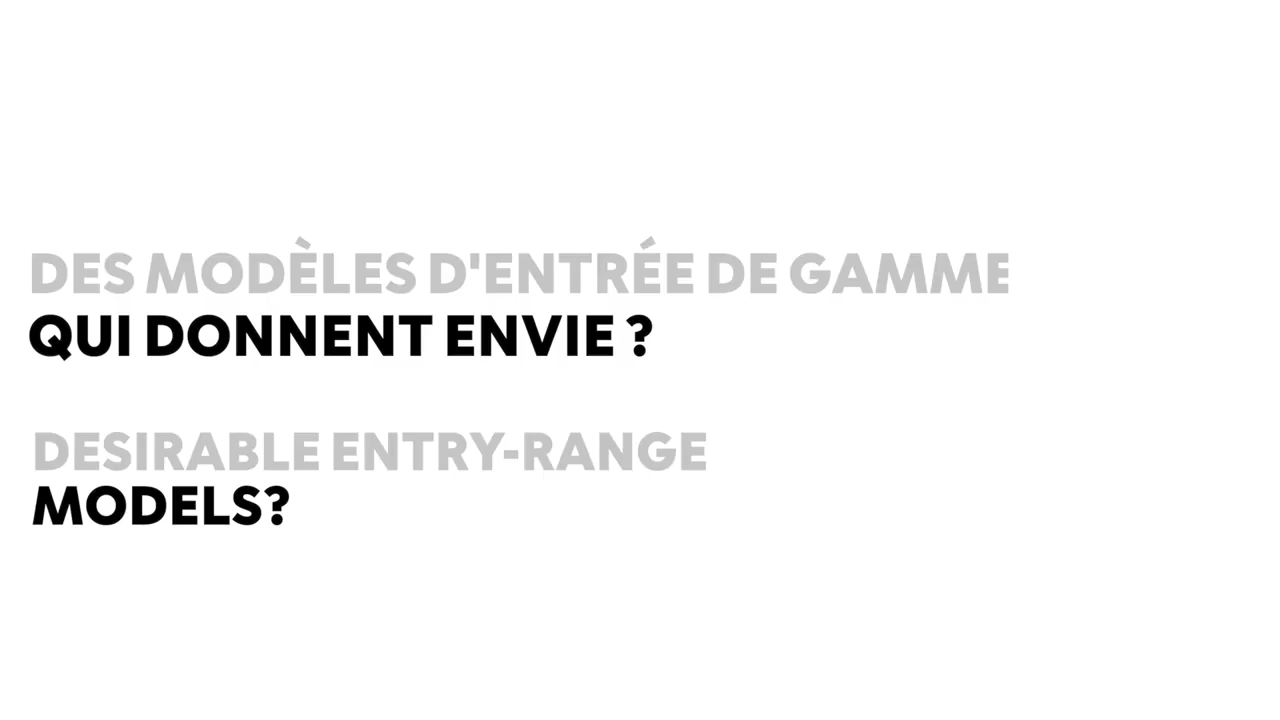 DES MODÈLES D'ENTRÉE DE GAMME
QUI DONNENT ENVIE ?
DESIRABLE ENTRY-RANGE
MODELS?